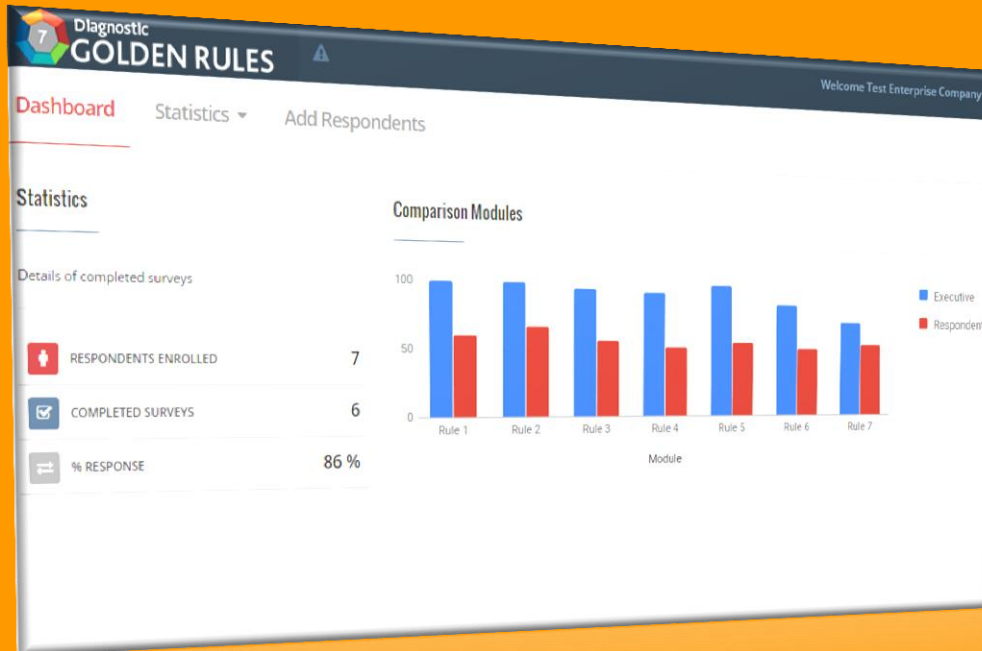 7
Diagnostic
GOLDEN RULES
Welcome Test Enterprise Company
Dashboard
Statistics
Add Respondents
Statistics
Details of completed surveys
RESPONDENTS ENROLLED 7
COMPLETED SURVEYS 6
% RESPONSE 86 %
Comparison Modules
100
50
0
Rule 1 Rule 2 Rule 3 Rule 4 Rule 5 Rule 6 Rule 7
Module
Executive
Respondent